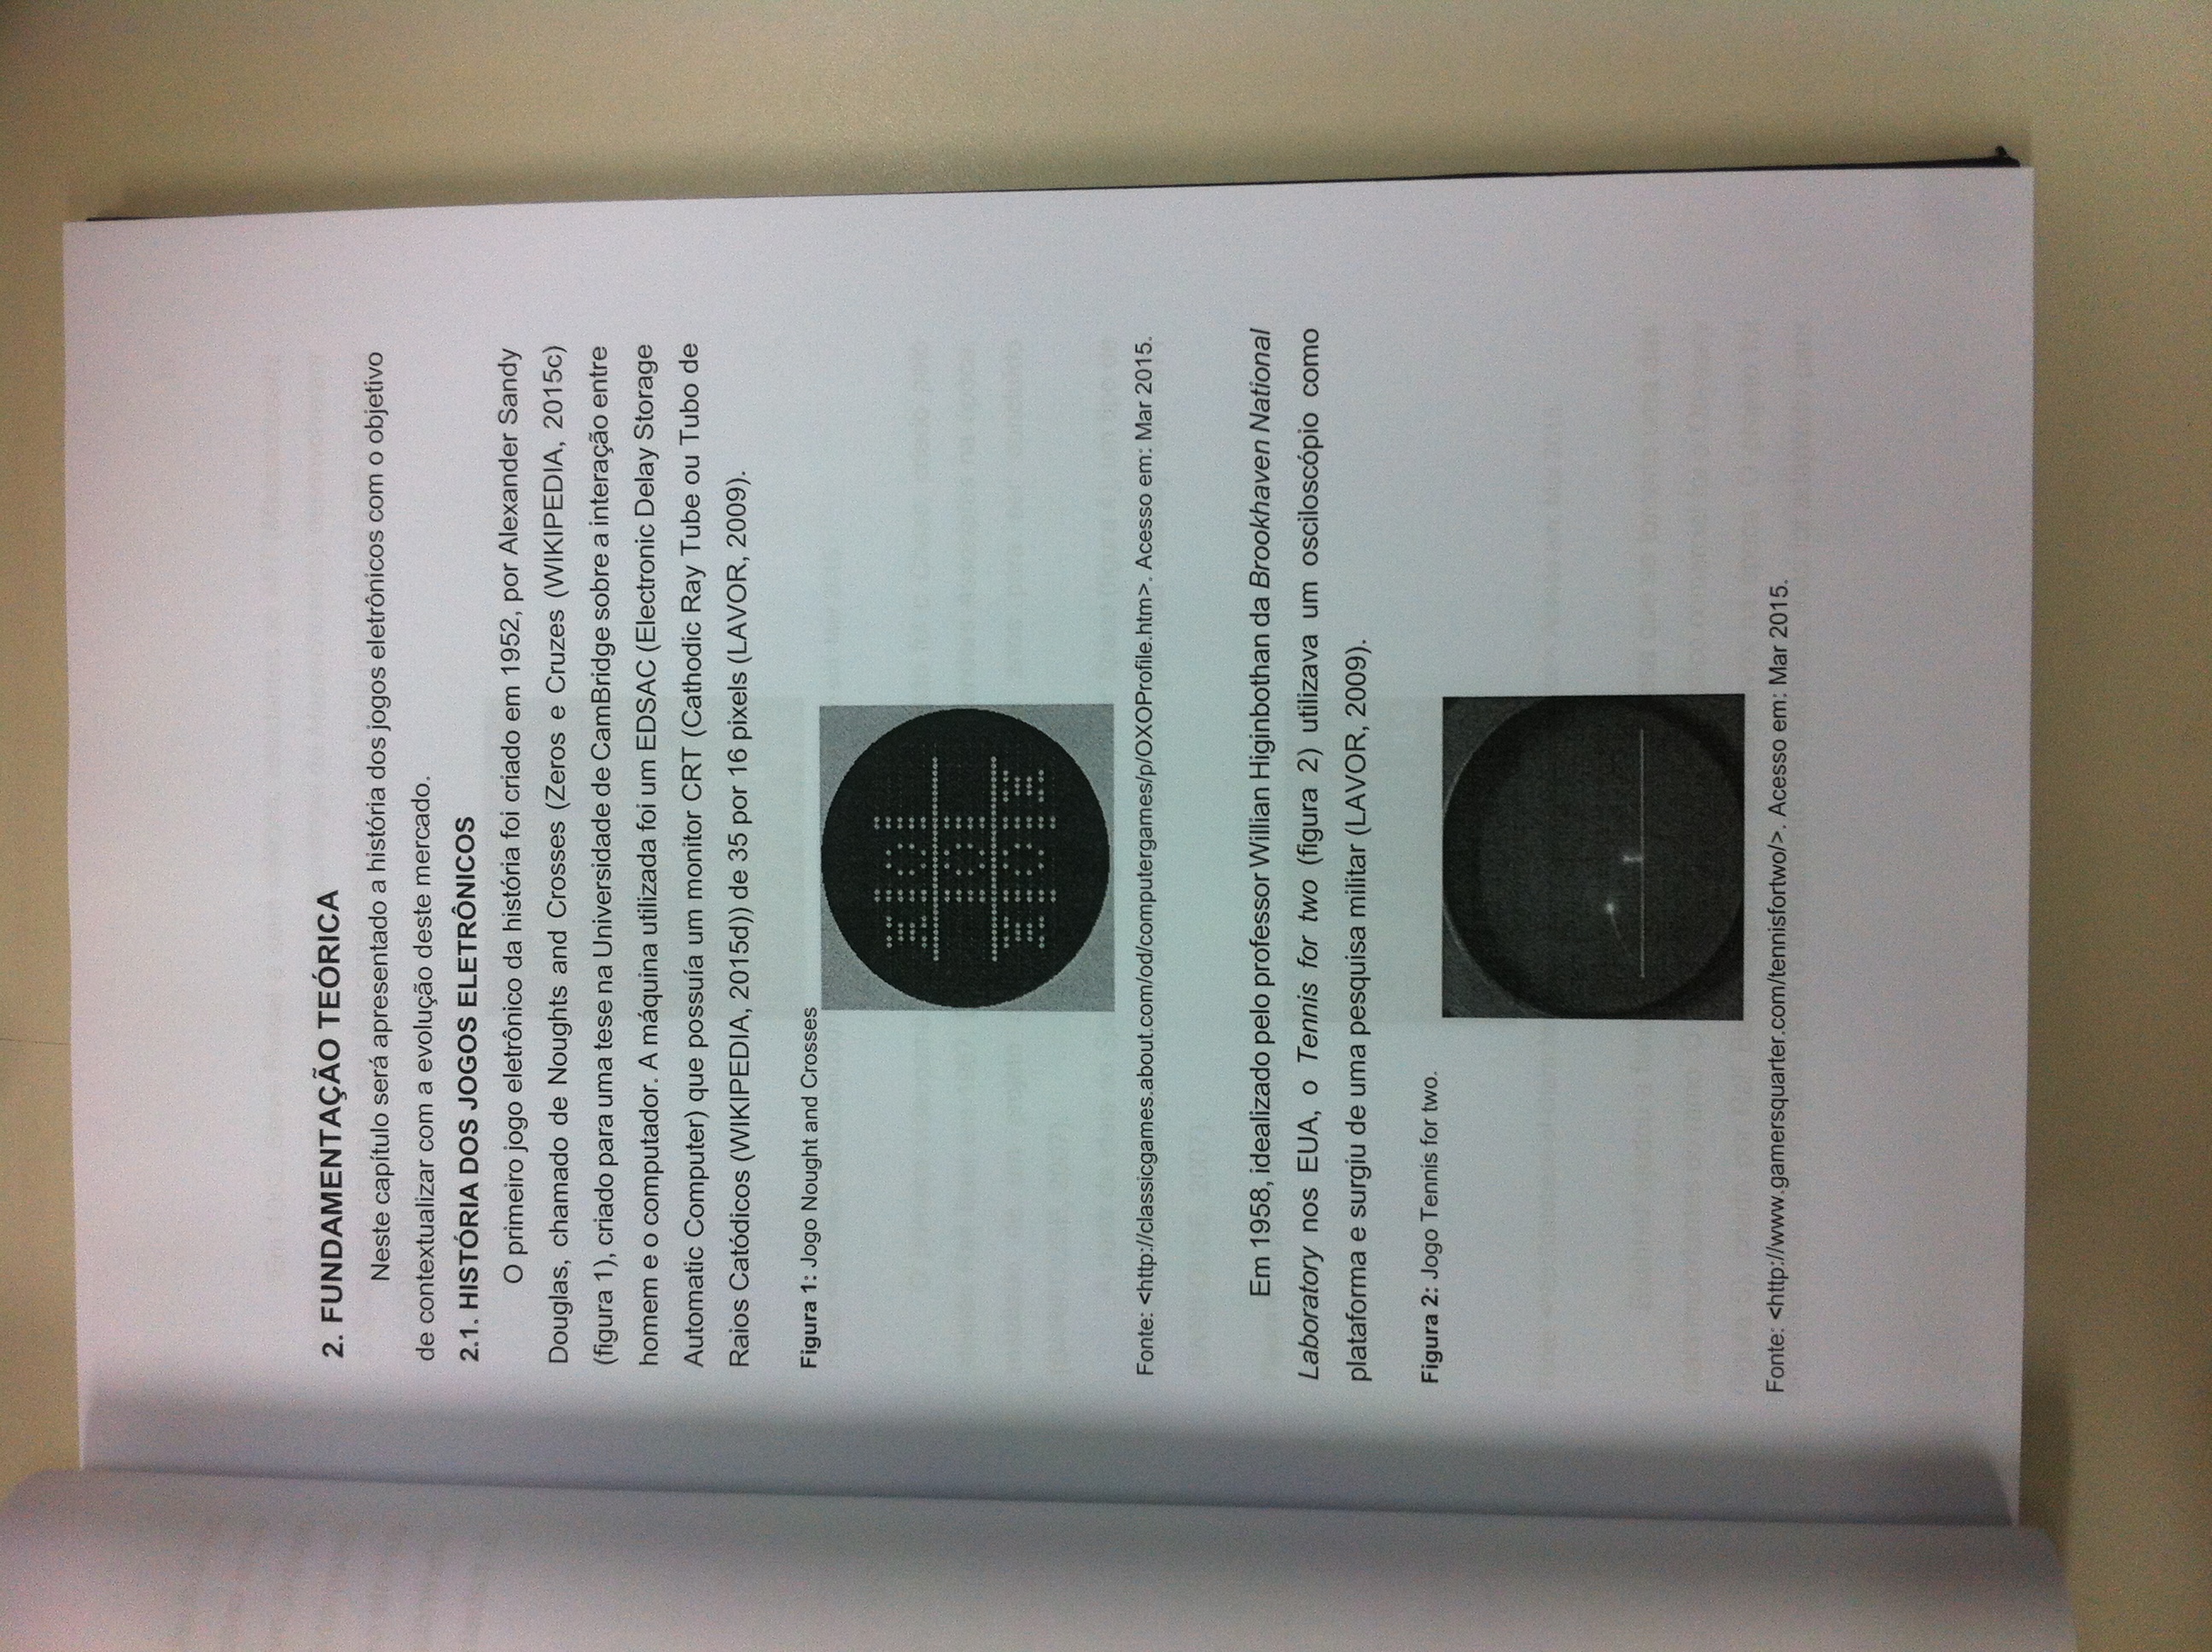 2. FUNDAMENTAÇÃO TEÓRICA
Neste capítulo será apresentado a história dos jogos eletrônicos com o objetivo
de contextualizar com a evolução deste mercado.
2.1. HISTÓRIA DOS JOGOS ELETRÔNICOS
O primeiro jogo eletrônico da história foi criado em 1952, por Alexander Sandy
Douglas, chamado de Noughts and Crosses (Zeros e Cruzes (WIKIPEDIA, 2015c)
(figura 1), criado para uma tese na Universidade de CamBridge sobre a interação entre
homem e o computador. A máquina utilizada foi um EDSAC (Electronic Delay Storage
Automatic Computer) que possuía um monitor CRT (Cathodic Ray Tube ou Tubo de
Raios Catódicos (WIKIPEDIA, 2015d)) de 35 por 16 pixels (LAVOR, 2009).
Figura 1: Jogo Nought and Crosses
Fonte: <http://classicgames.about.com/od/computergames/p/OXOProfile.htm>. Acesso em: Mar 2015.
Em 1958, idealizado pelo professor Willian Higinbothan da Brookhaven National
Laboratory nos EUA, o Tennis for two (figura 2) utilizava um osciloscópio como
plataforma e surgiu de uma pesquisa militar (LAVOR, 2009).
Figura 2: Jogo Tennis for two.
Fonte: <http://www.gamersquarter.com/tennisfortwo/>. Acesso em: Mar 2015.